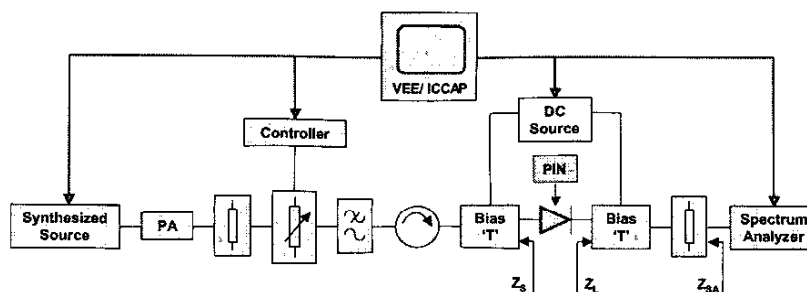 VEE/ ICCAP
DC
Source
Controller
PIN
Synthesized
Source
PA
Bias
'T'
Bias
'T'
Spectrum
Analyzer
Z_S
Z_L
Z_SA